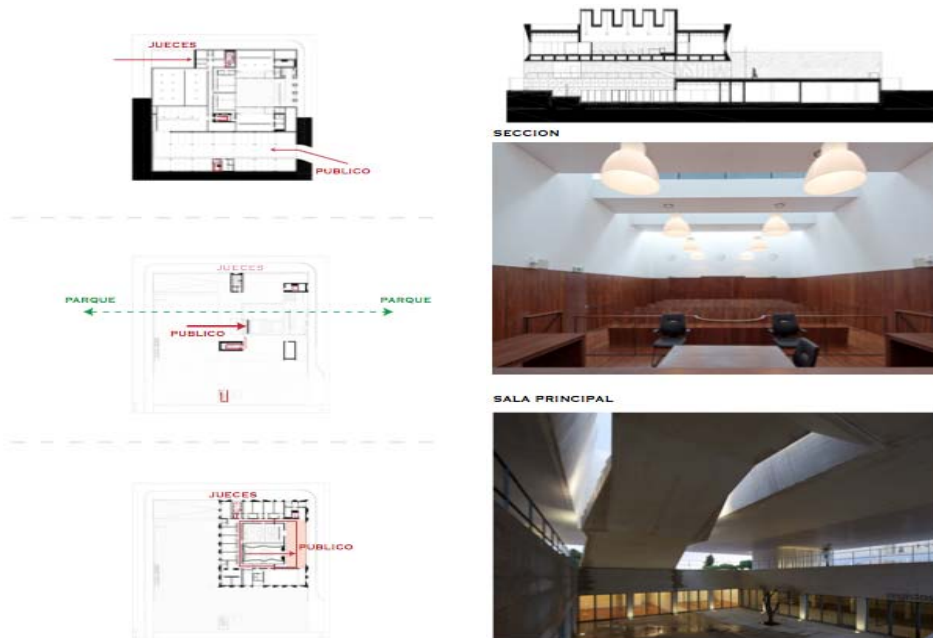 JUECES
PUBLICO
JUECES
PARQUE
PARQUE
PUBLICO
JUECES
PUBLICO
SECCION
SALA PRINCIPAL